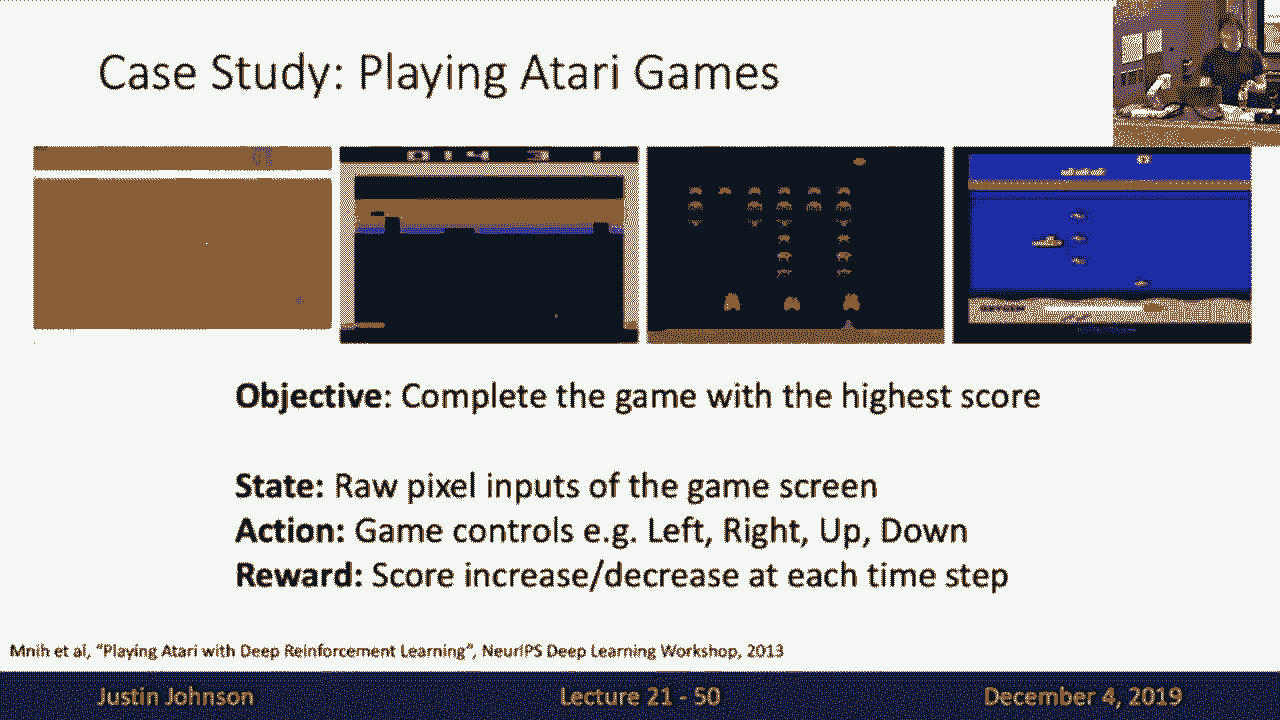 Case Study: Playing Atari Games
014 3 1
Objective: Complete the game with the highest score
State: Raw pixel inputs of the game screen
Action: Game controls e.g. Left, Right, Up, Down
Reward: Score increase/decrease at each time step
Mnih et al, "Playing Atari with Deep Reinforcement Learning", NeurIPS Deep Learning Workshop, 2013
Justin Johnson
Lecture 21 - 50
December 4, 2019